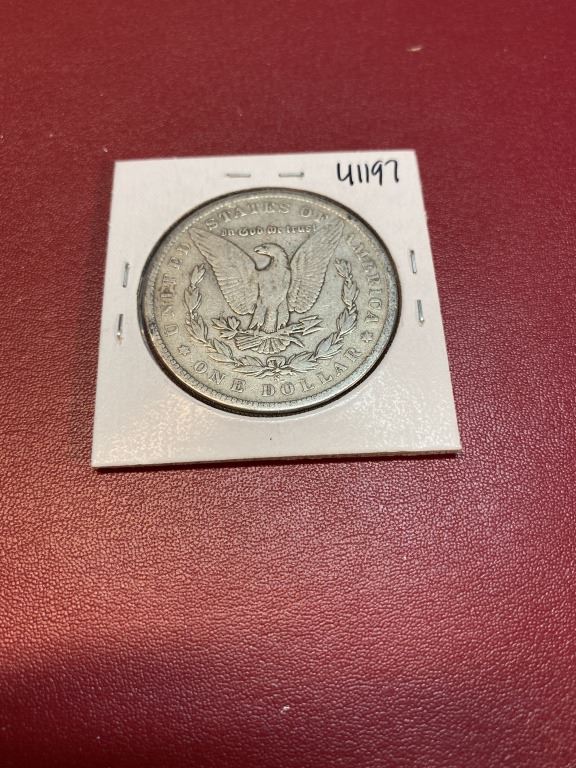 41197
UNITED STATES OF AMERICA
In God We Trust
ONE DOLLAR